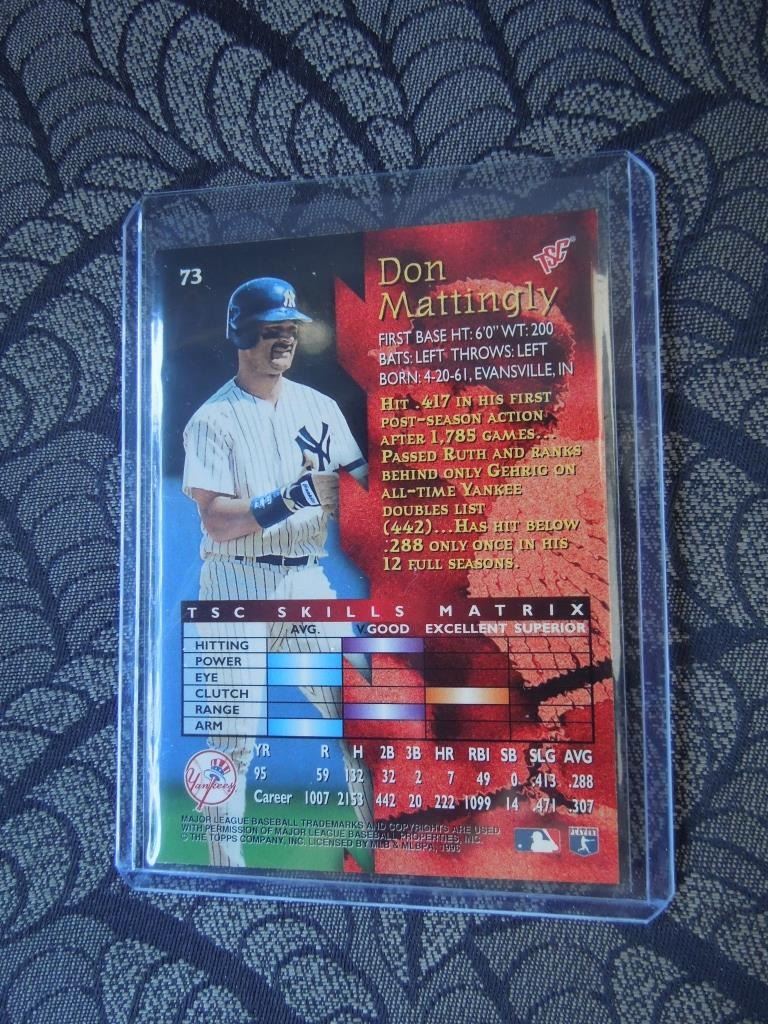 73
TSC
Don
Mattingly
FIRST BASE HT: 6'0" WT: 200
BATS: LEFT THROWS: LEFT
BORN: 4-20-61, EVANSVILLE, IN
HIT .417 IN HIS FIRST
POST-SEASON ACTION
AFTER 1,785 GAMES...
PASSED RUTH AND RANKS
BEHIND ONLY GEHRIG ON
ALL-TIME YANKEE
DOUBLES LIST
(442)...HAS HIT BELOW
.288 ONLY ONCE IN HIS
12 FULL SEASONS.
TSC SKILLS MATRIX
AVG. V.GOOD EXCELLENT SUPERIOR
HITTING
POWER
EYE
CLUTCH
RANGE
ARM
YR R H 2B 3B HR RBI SB SLG AVG
95 59 132 32 2 7 49 0 .413 .288
Career 1007 2153 442 20 222 1099 14 .471 .307
Yankees
MAJOR LEAGUE BASEBALL TRADEMARKS AND COPYRIGHTS ARE USED
WITH PERMISSION OF MAJOR LEAGUE BASEBALL PROPERTIES, INC.
© THE TOPPS COMPANY, INC. LICENSED BY MLB & MLBPA, 1996